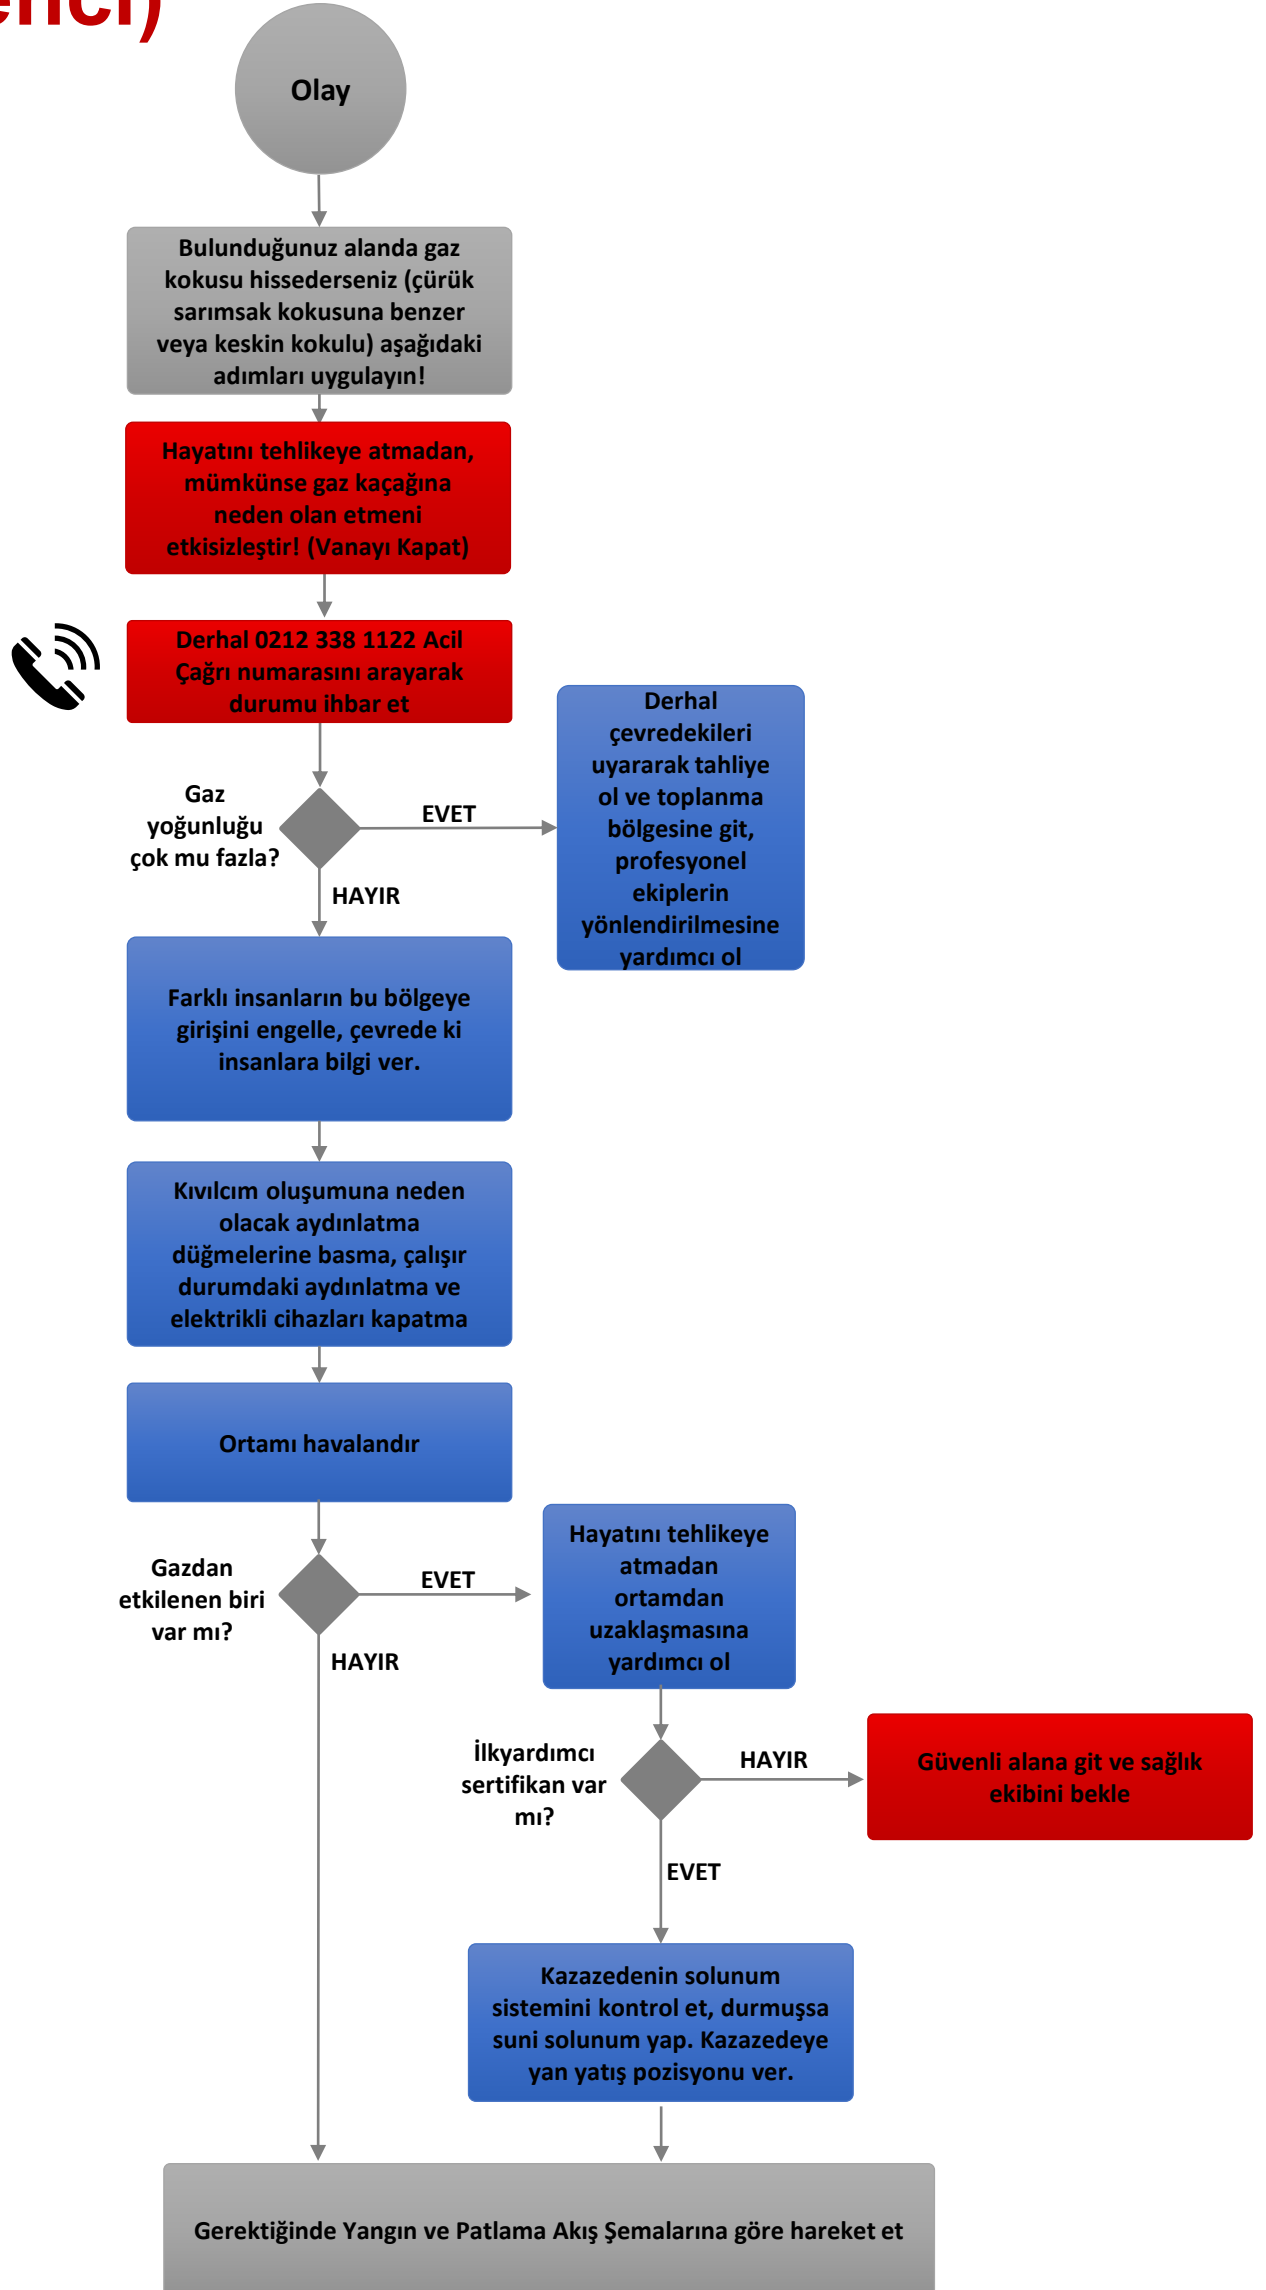 enci)
Olay
Bulunduğunuz alanda gaz
kokusu hissederseniz (çürük
sarımsak kokusuna benzer
veya keskin kokulu) aşağıdaki
adımları uygulayın!
Hayatını tehlikeye atmadan,
mümkünse gaz kaçağına
neden olan etmeni
etkisizleştir! (Vanayı Kapat)
Derhal 0212 338 1122 Acil
Çağrı numarasını arayarak
durumu ihbar et
Gaz
yoğunluğu
çok mu fazla?
EVET
Derhal
çevredekileri
uyararak tahliye
ol ve toplanma
bölgesine git,
profesyonel
ekiplerin
yönlendirilmesine
yardımcı ol
HAYIR
Farklı insanların bu bölgeye
girişini engelle, çevrede ki
insanlara bilgi ver.
Kıvılcım oluşumuna neden
olacak aydınlatma
düğmelerine basma, çalışır
durumdaki aydınlatma ve
elektrikli cihazları kapatma
Ortamı havalandır
Gazdan
etkilenen biri
var mı?
EVET
Hayatını tehlikeye
atmadan
ortamdan
uzaklaşmasına
yardımcı ol
HAYIR
İlkyardımcı
sertifikan var
mı?
HAYIR
Güvenli alana git ve sağlık
ekibini bekle
EVET
Kazazedenin solunum
sistemini kontrol et, durmuşsa
suni solunum yap. Kazazedeye
yan yatış pozisyonu ver.
Gerektiğinde Yangın ve Patlama Akış Şemalarına göre hareket et